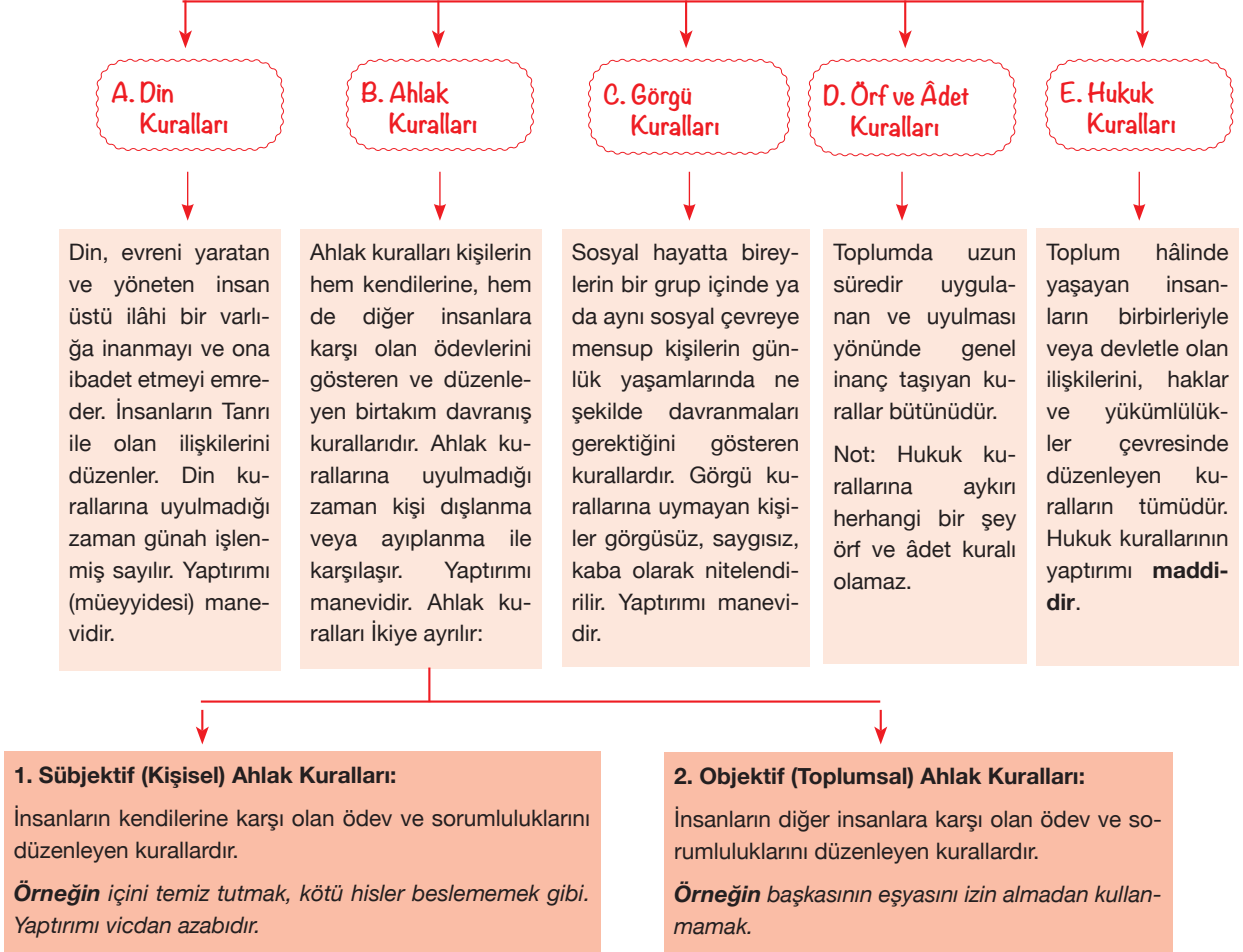 A. Din
Kuralları
B. Ahlak
Kuralları
C. Görgü
Kuralları
D. Örf ve Âdet
Kuralları
E. Hukuk
Kuralları
Din, evreni yaratan
ve yöneten insan
üstü ilâhi bir varlı-
ğa inanmayı ve ona
ibadet etmeyi emre-
der. İnsanların Tanrı
ile olan ilişkilerini
düzenler. Din ku-
rallarına uyulmadığı
zaman günah işlen-
miş sayılır. Yaptırımı
(müeyyidesi) mane-
vidir.
Ahlak kuralları kişilerin
hem kendilerine, hem
de diğer insanlara
karşı olan ödevlerini
gösteren ve düzenle-
yen birtakım davranış
kurallarıdır. Ahlak ku-
rallarına uyulmadığı
zaman kişi dışlanma
veya ayıplanma ile
karşılaşır. Yaptırımı
manevidir. Ahlak ku-
ralları İkiye ayrılır:
Sosyal hayatta birey-
lerin bir grup içinde ya
da aynı sosyal çevreye
mensup kişilerin gün-
lük yaşamlarında ne
şekilde davranmaları
gerektiğini gösteren
kurallardır. Görgü ku-
rallarına uymayan kişi-
ler görgüsüz, saygısız,
kaba olarak nitelendi-
rilir. Yaptırımı manevi-
dir.
Toplumda uzun
süredir uygula-
nan ve uyulması
yönünde genel
inanç taşıyan ku-
rallar bütünüdür.
Not: Hukuk ku-
rallarına aykırı
herhangi bir şey
örf ve âdet kuralı
olamaz.
Toplum hâlinde
yaşayan insan-
ların birbirleriyle
veya devletle olan
ilişkilerini, haklar
ve yükümlülük-
ler çevresinde
düzenleyen ku-
ralların tümüdür.
Hukuk kurallarının
yaptırımı maddi-
dir.
1. Sübjektif (Kişisel) Ahlak Kuralları:
İnsanların kendilerine karşı olan ödev ve sorumluluklarını
düzenleyen kurallardır.
Örneğin içini temiz tutmak, kötü hisler beslememek gibi.
Yaptırımı vicdan azabıdır.
2. Objektif (Toplumsal) Ahlak Kuralları:
İnsanların diğer insanlara karşı olan ödev ve so-
rumluluklarını düzenleyen kurallardır.
Örneğin başkasının eşyasını izin almadan kullan-
mamak.